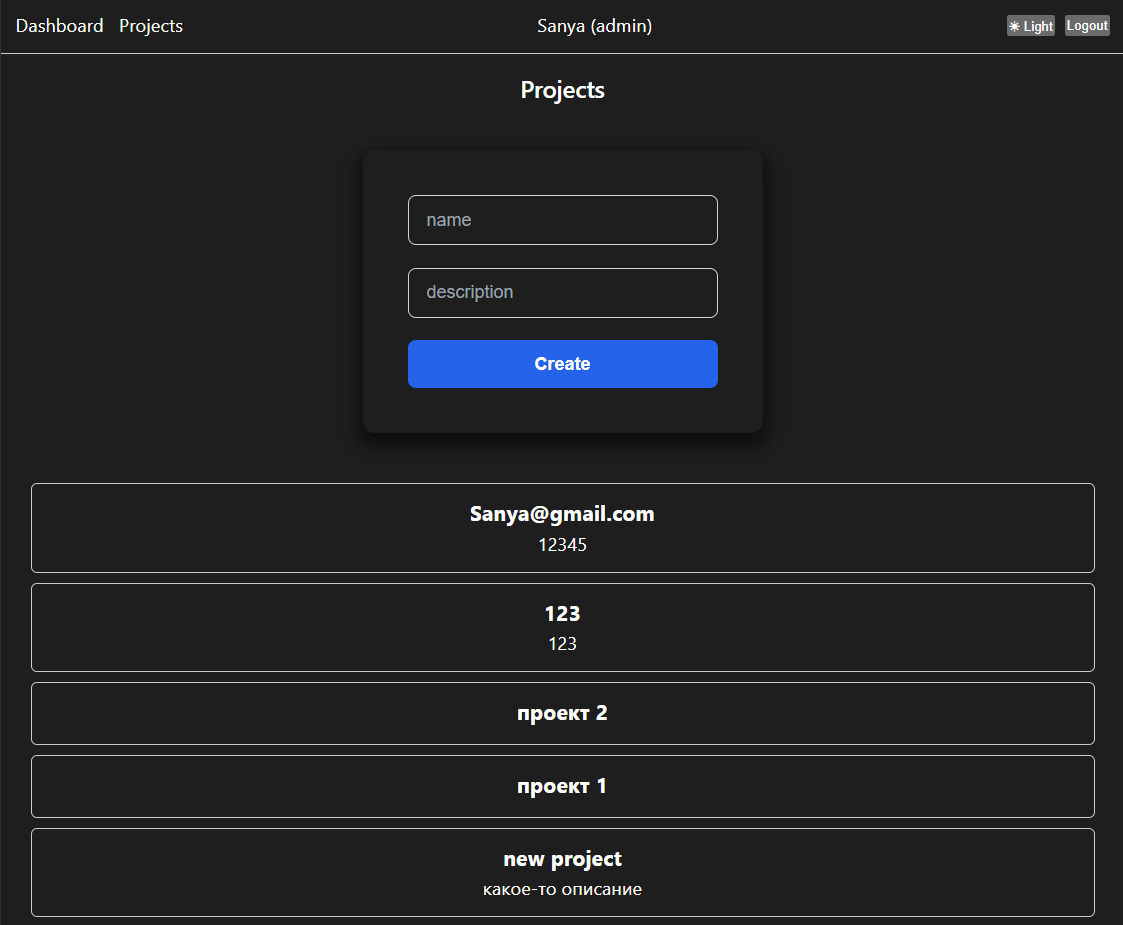 Dashboard Projects Sanya (admin) ☀ Light Logout
Projects
name
description
Create
Sanya@gmail.com
12345
123
123
проект 2
проект 1
new project
какое-то описание